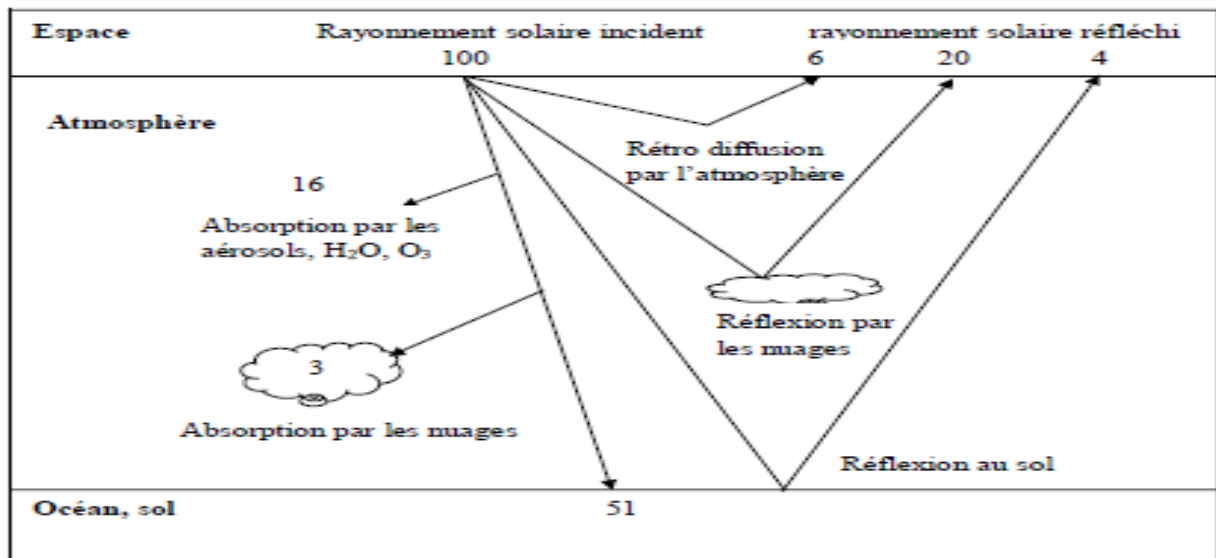 Espace Rayonnement solaire incident rayonnement solaire réfléchi
100 6 20 4
Atmosphère
Rétro diffusion
par l'atmosphère
16
Absorption par les
aérosols, H₂O, O₃
Réflexion par
les nuages
3
Absorption par les nuages
Réflexion au sol
Océan, sol 51